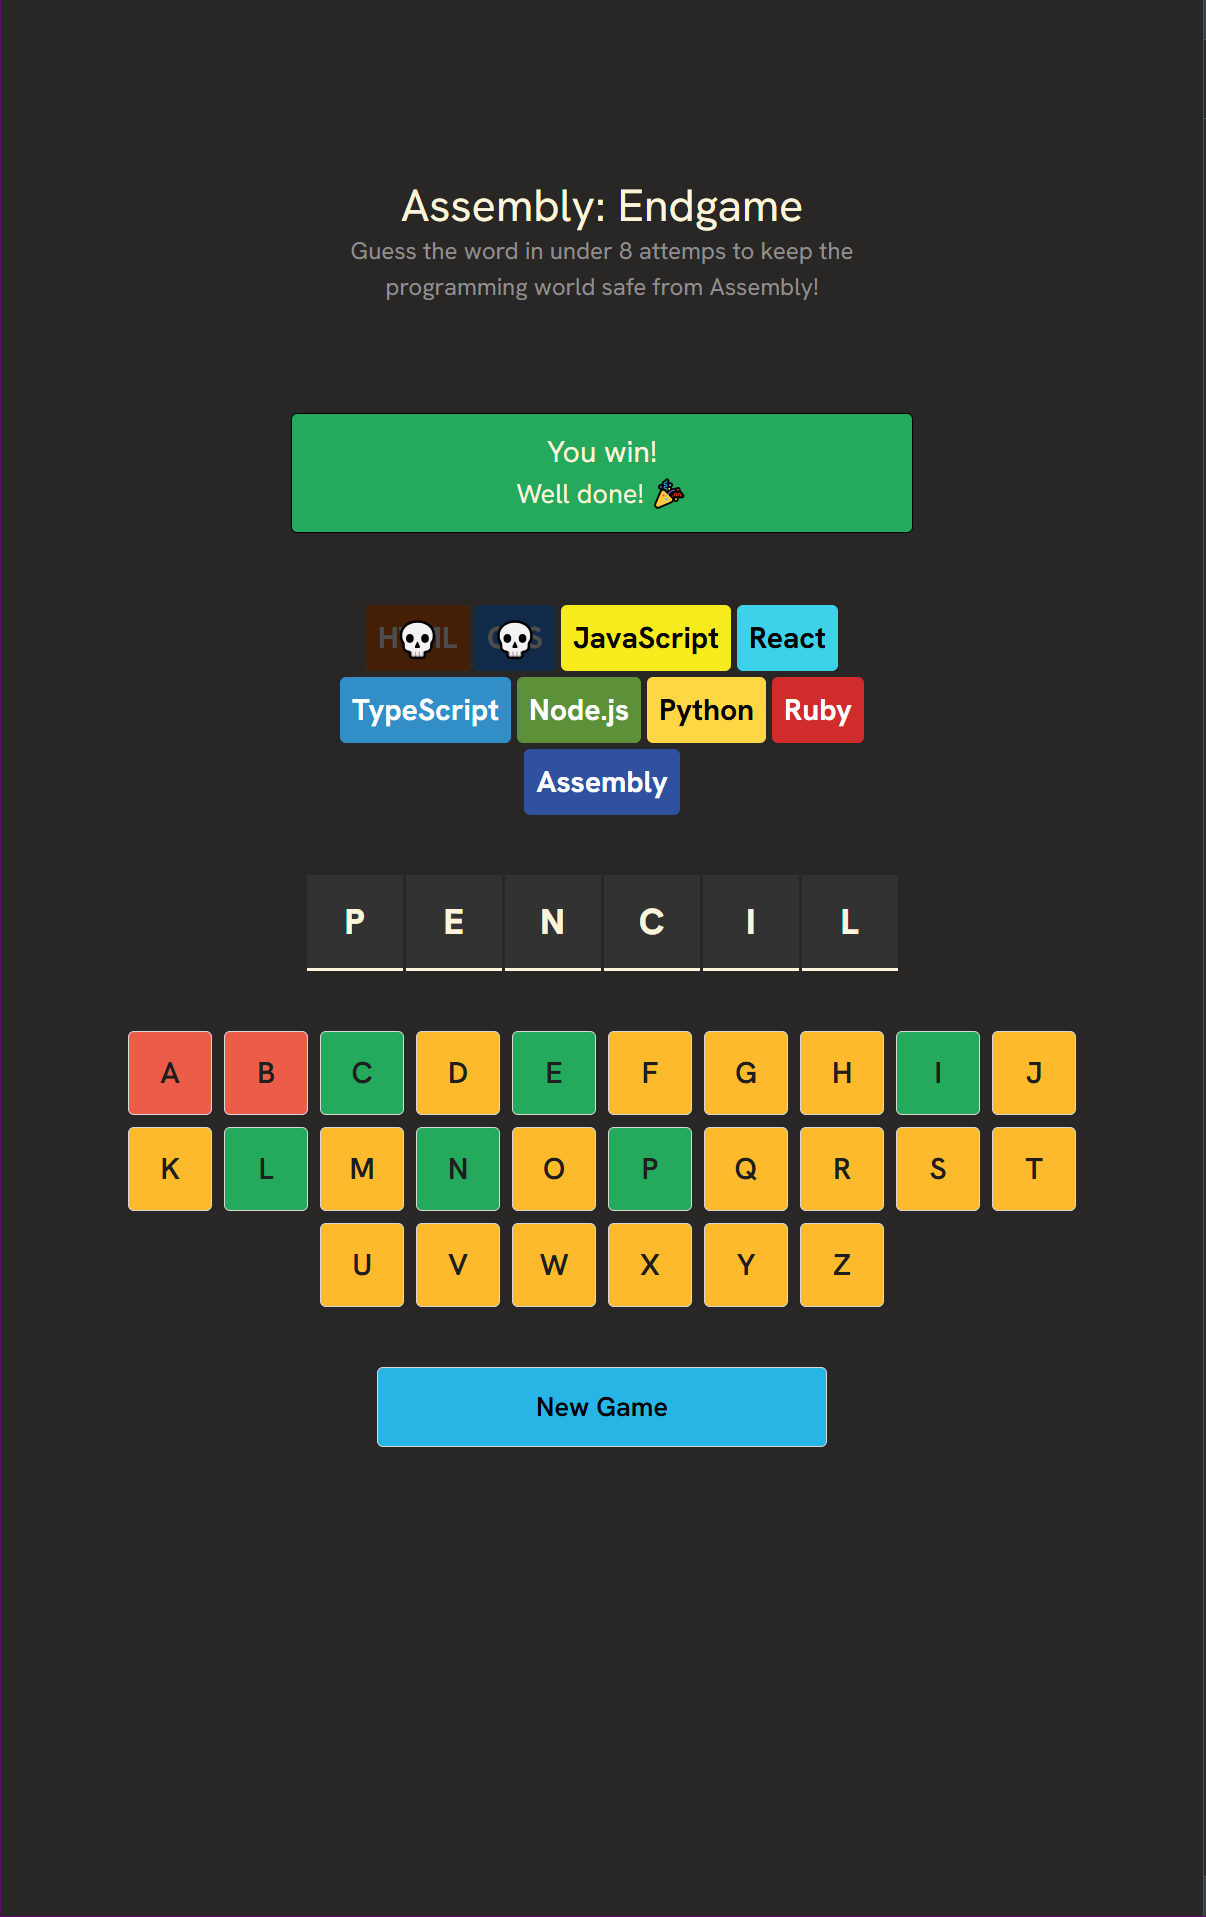 Assembly: Endgame
Guess the word in under 8 attemps to keep the
programming world safe from Assembly!
You win!
Well done! 🎉
JavaScript React
TypeScript Node.js Python Ruby
Assembly
P E N C I L
A B C D E F G H I J
K L M N O P Q R S T
U V W X Y Z
New Game